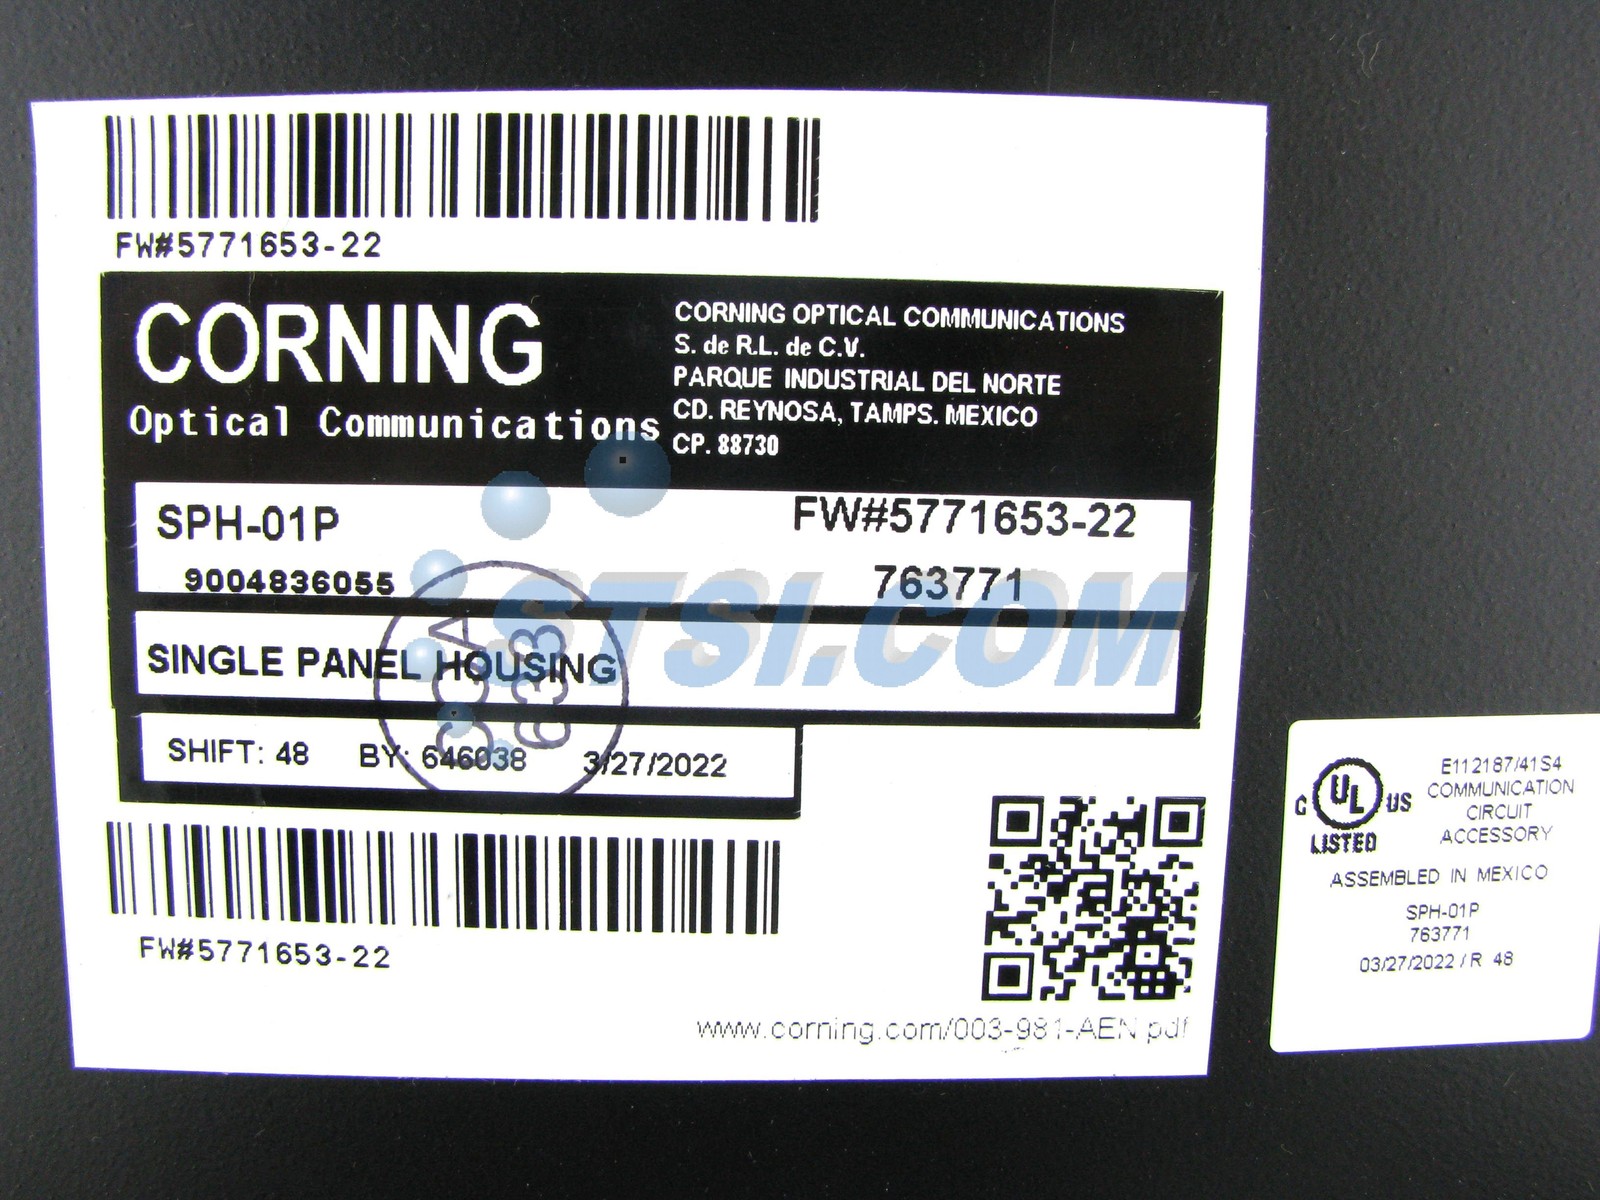 FW#5771653-22
CORNING
Optical Communications
CORNING OPTICAL COMMUNICATIONS
S. de R.L. de C.V.
PARQUE INDUSTRIAL DEL NORTE
CD. REYNOSA, TAMPS. MEXICO
CP. 88730
SPH-01P
FW#5771653-22
9004836055
763771
STSI.COM
SINGLE PANEL HOUSING
SHIFT: 48 BY: 646038 3/27/2022
FW#5771653-22
www.corning.com/003-981-AEN.pdf
C UL US
LISTED
E112187/41S4
COMMUNICATION
CIRCUIT
ACCESSORY
ASSEMBLED IN MEXICO
SPH-01P
763771
03/27/2022 / R 48